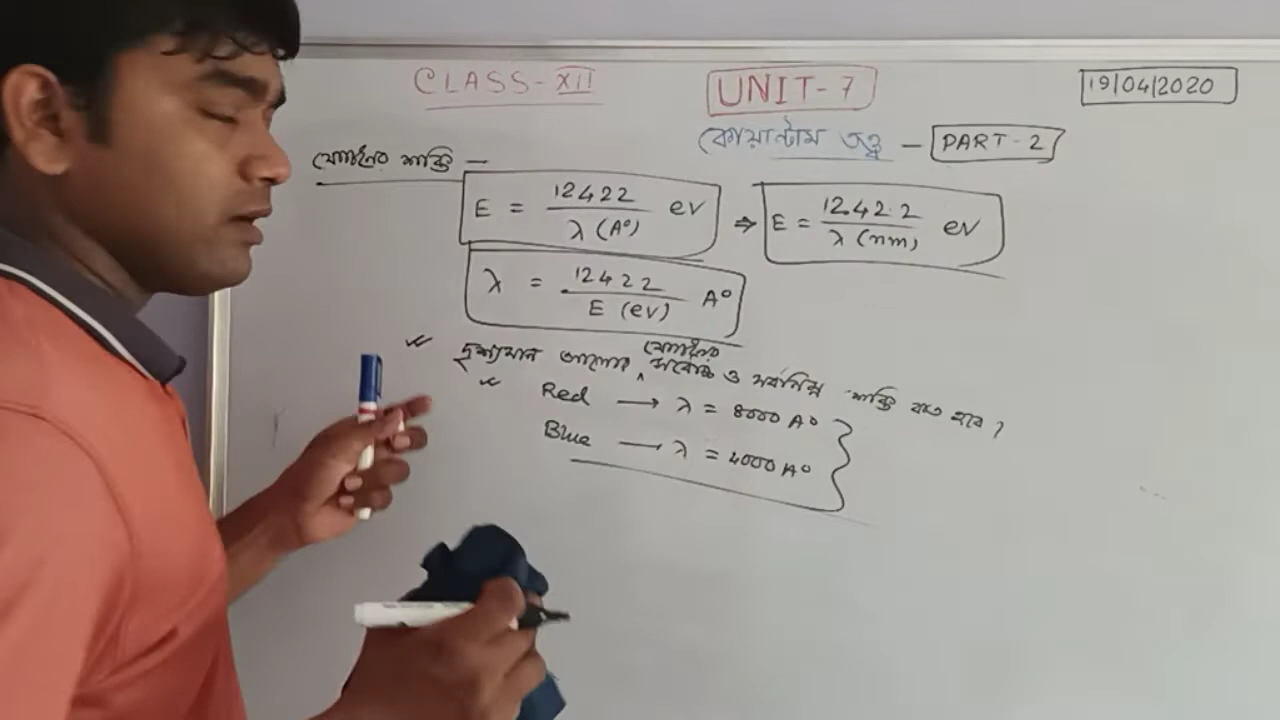 CLASS-XII
UNIT-7
19/04/2020
কোয়ান্টাম তত্ত্ব — PART-2
ফোটনের শক্তি —
E = 12422 / λ (A°) ev ⇒ E = 1242.2 / λ (nm) ev
λ = 12422 / E (ev) A°
দৃশ্যমান আলোর ফোটনের সর্বোচ্চ ও সর্বনিম্ন শক্তি কত হবে ?
Red → λ = 8000 A°
Blue → λ = 4000 A°